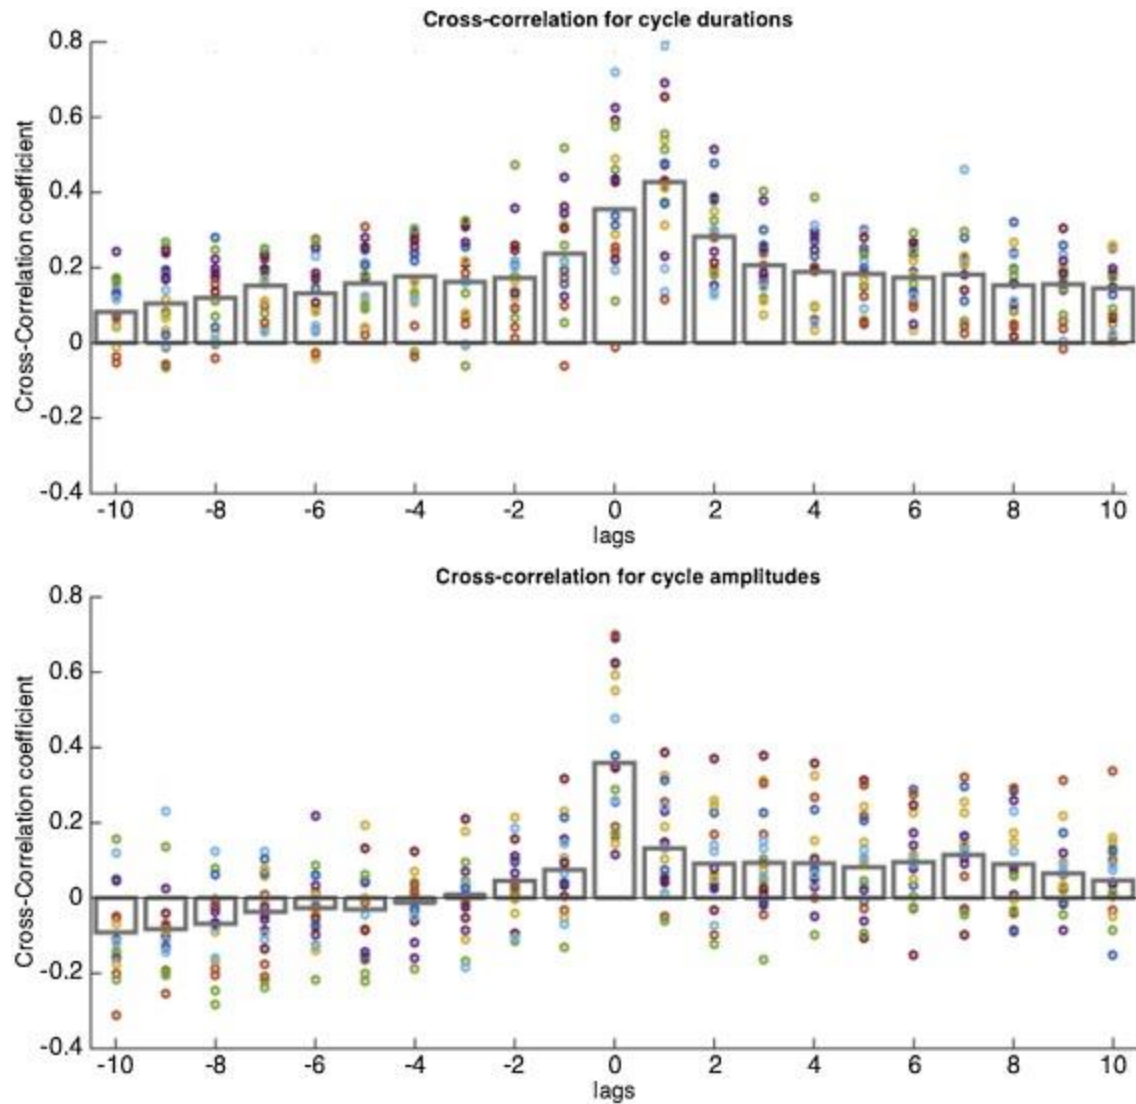 Cross-correlation for cycle durations
Cross-Correlation coefficient
0.8
0.6
0.4
0.2
0
-0.2
-0.4
-10 -8 -6 -4 -2 0 2 4 6 8 10
lags
Cross-correlation for cycle amplitudes
Cross-Correlation coefficient
0.8
0.6
0.4
0.2
0
-0.2
-0.4
-10 -8 -6 -4 -2 0 2 4 6 8 10
lags